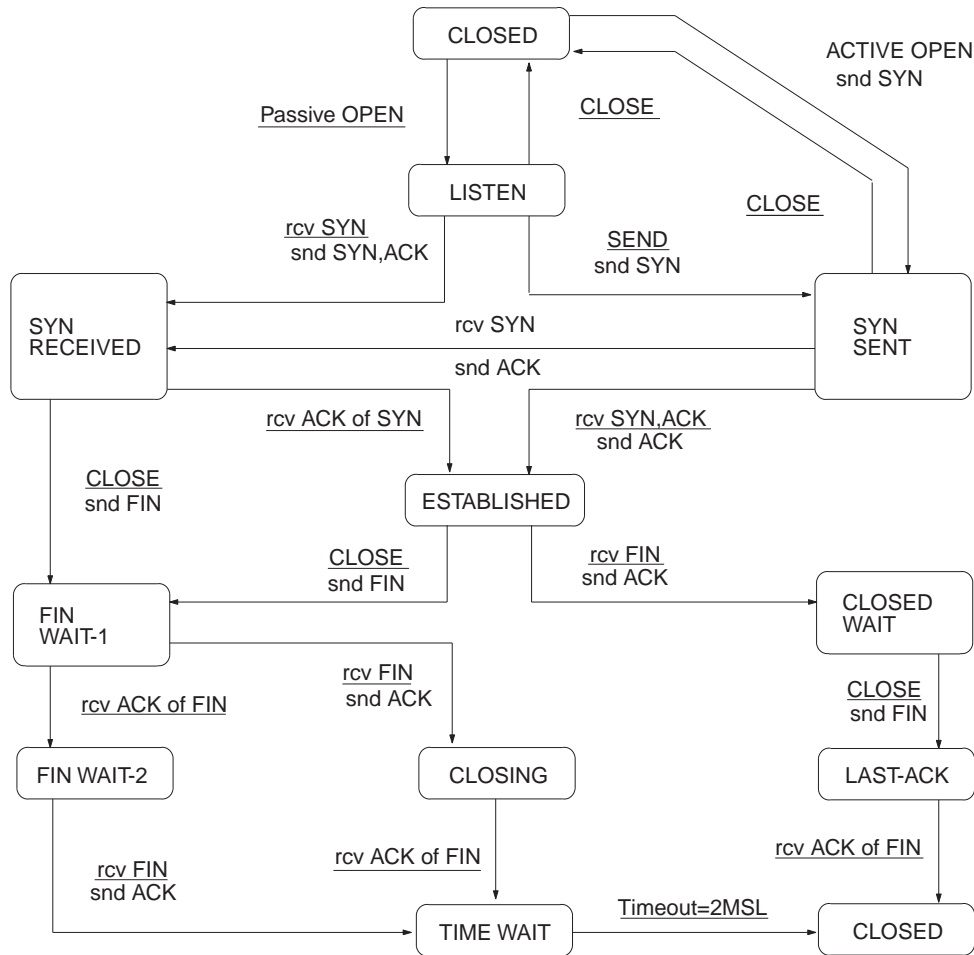 CLOSED
ACTIVE OPEN
snd SYN
Passive OPEN
CLOSE
LISTEN
CLOSE
rcv SYN
snd SYN,ACK
SEND
snd SYN
SYN
RECEIVED
rcv SYN
SYN
SENT
snd ACK
rcv ACK of SYN
rcv SYN,ACK
snd ACK
CLOSE
snd FIN
ESTABLISHED
CLOSE
snd FIN
rcv FIN
snd ACK
FIN
WAIT-1
CLOSED
WAIT
rcv FIN
snd ACK
rcv ACK of FIN
CLOSE
snd FIN
FIN WAIT-2
CLOSING
LAST-ACK
rcv FIN
snd ACK
rcv ACK of FIN
rcv ACK of FIN
Timeout=2MSL
TIME WAIT
CLOSED